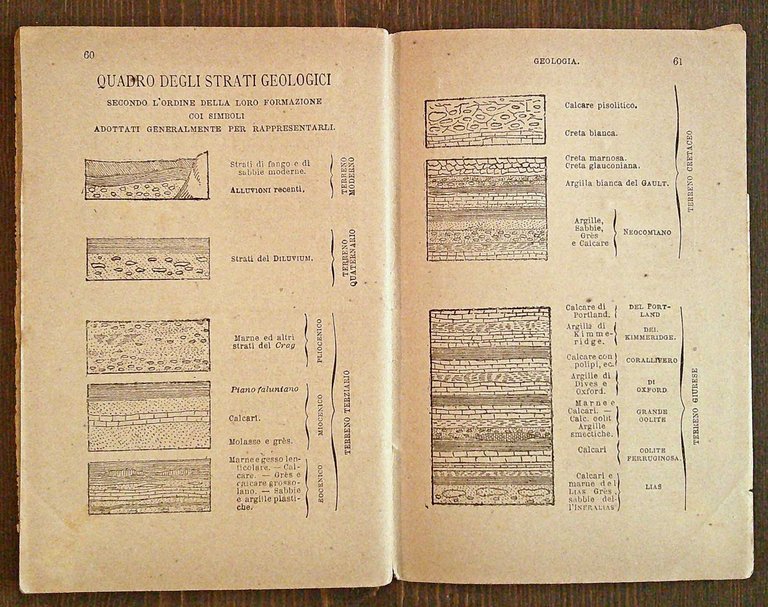 60
QUADRO DEGLI STRATI GEOLOGICI
SECONDO L'ORDINE DELLA LORO FORMAZIONE
COI SIMBOLI
ADOTTATI GENERALMENTE PER RAPPRESENTARLI.
Strati di fango e di
sabbie moderne.
ALLUVIONI recenti.
TERRENO
MODERNO
Strati del DILUVIUM.
TERRENO
QUATERNARIO
Marne ed altri
strati del Crag
PLIOCENICO
Piano faluniano
Calcari.
Molasse e grès.
MIOCENICO
Marne e gesso len-
ticolare. — Cal-
care. — Grès e
calcare grosso-
lano. — Sabbie
e argille plasti-
che.
EOCENICO
TERRENO TERZIARIO
GEOLOGIA.
61
Calcare pisolitico.
Creta bianca.
Creta marnosa.
Creta glauconiana.
Argilla bianca del GAULT.
Argille,
Sabbie,
Grès
e Calcare
NEOCOMIANO
TERRENO CRETACEO
Calcare di
Portland.
DEL PORT-
LAND
Argille di
Kimme-
ridge.
DEL
KIMMERIDGE.
Calcare con
polipi, ec.
CORALLIFERO
Argille di
Dives e
Oxford.
DI
OXFORD.
Marne e
Calcari. —
Calc. oolit
Argille
smectiche.
GRANDE
OOLITE
Calcari
OOLITE
FERRUGINOSA.
Calcari e
marne del
LIAS Grès,
sabbie del-
l'INFRALIAS
LIAS
TERRENO GIURESE